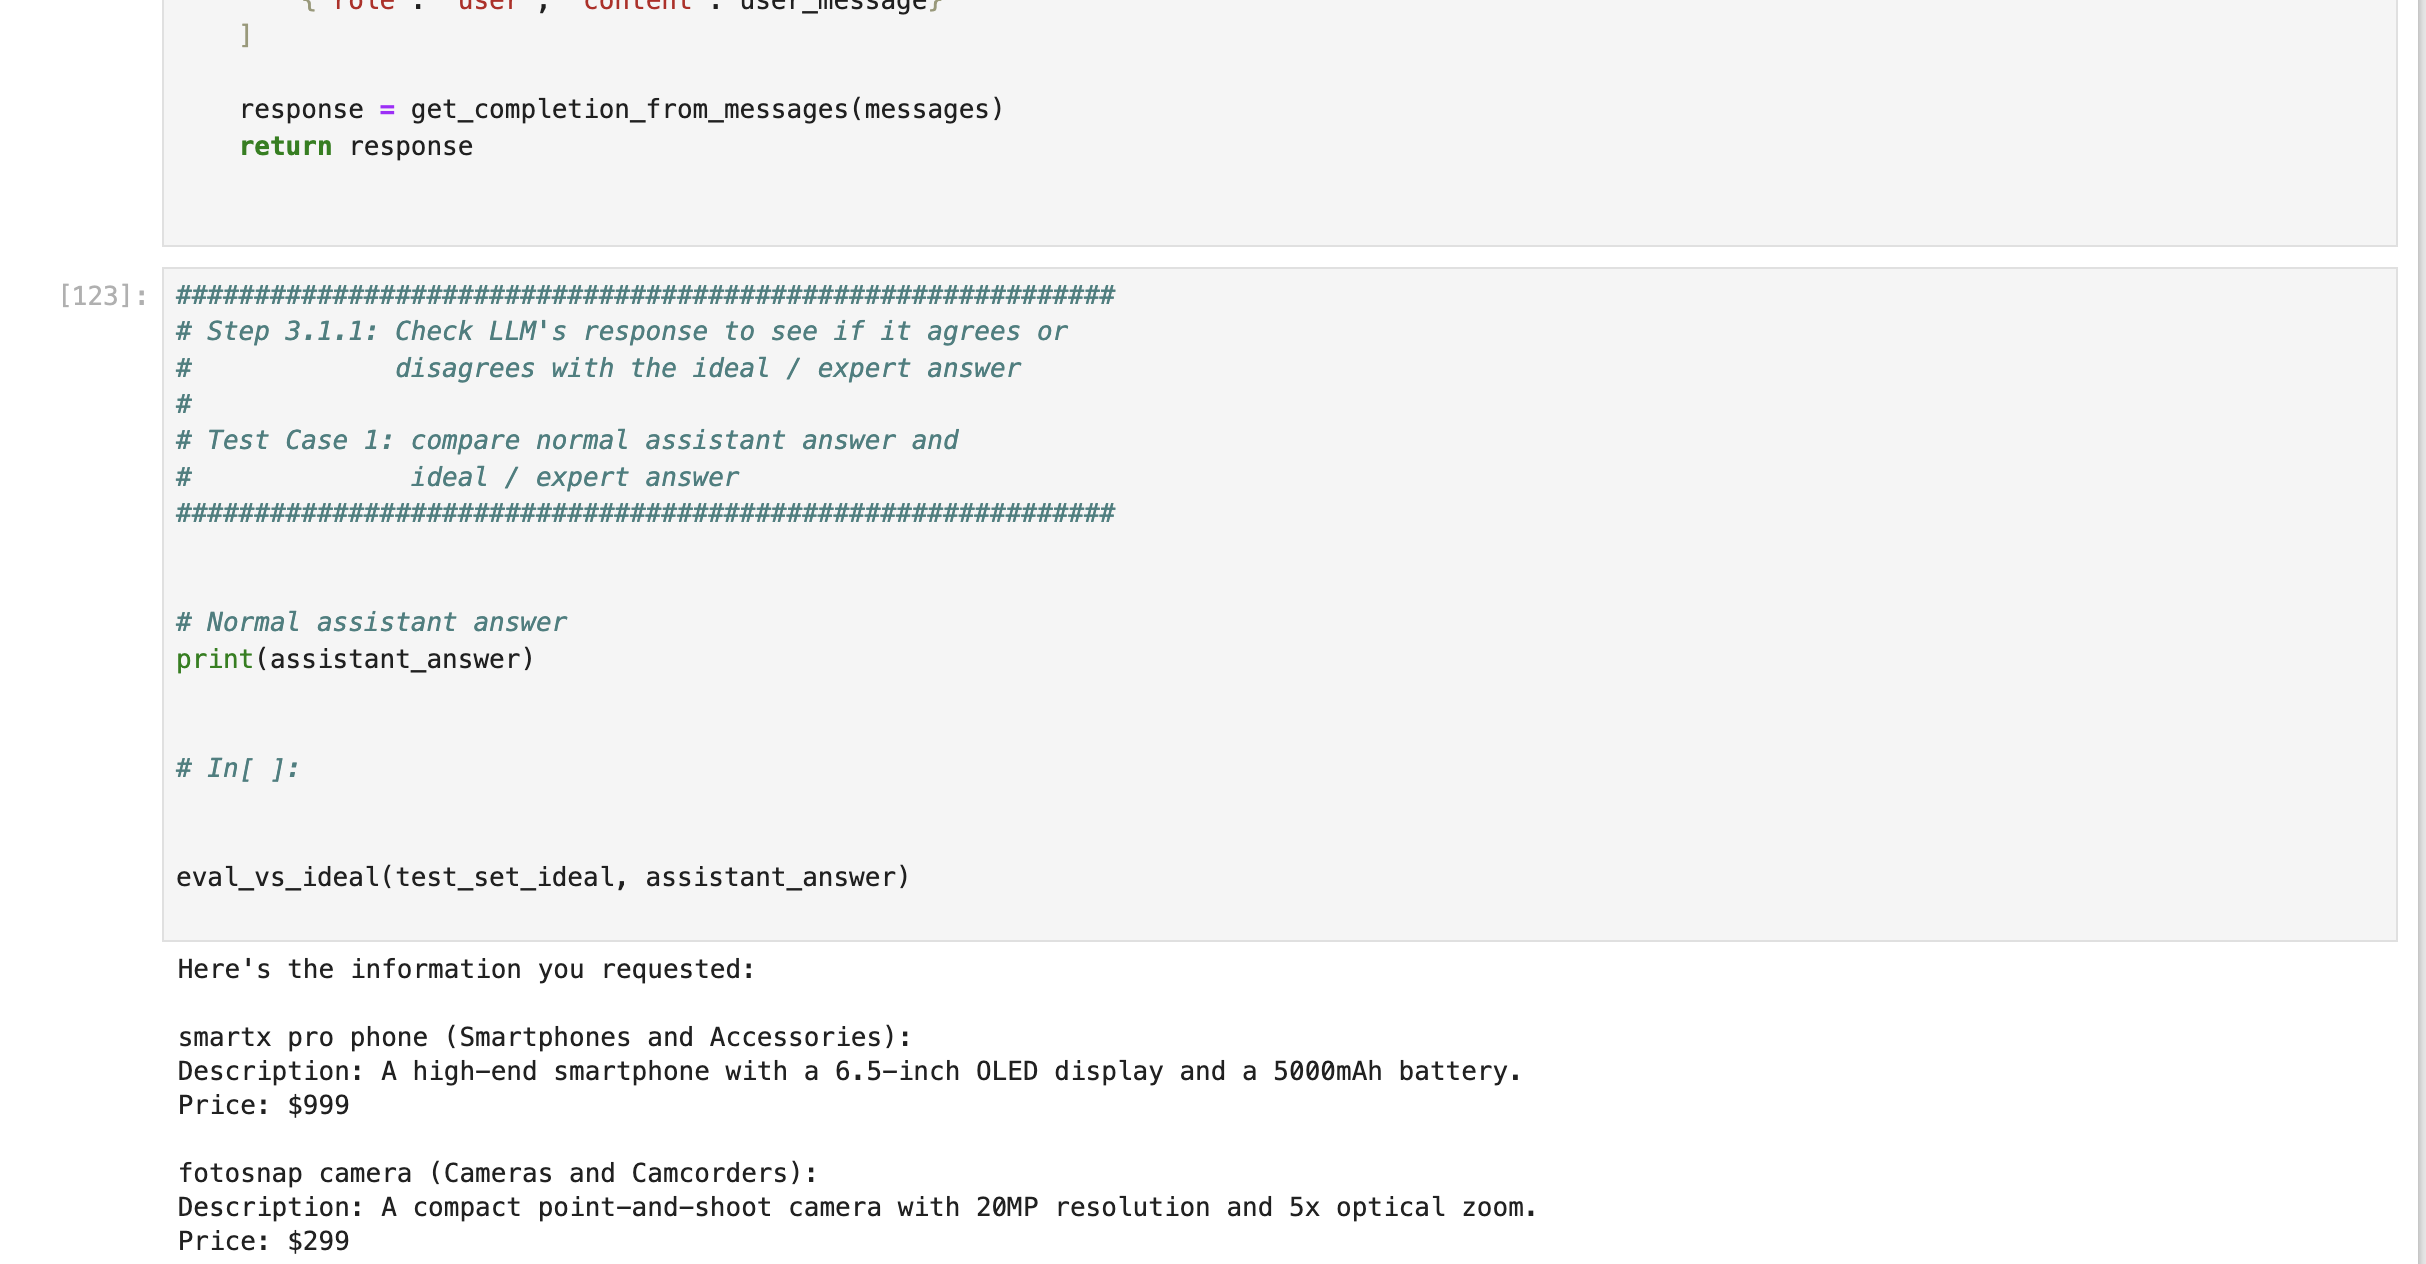 {"role": "user", "content": user_message}
]
response = get_completion_from_messages(messages)
return response
[123]:
############################################################
# Step 3.1.1: Check LLM's response to see if it agrees or
#             disagrees with the ideal / expert answer
#
# Test Case 1: compare normal assistant answer and
#              ideal / expert answer
############################################################
# Normal assistant answer
print(assistant_answer)
# In[ ]:
eval_vs_ideal(test_set_ideal, assistant_answer)
Here's the information you requested:
smartx pro phone (Smartphones and Accessories):
Description: A high-end smartphone with a 6.5-inch OLED display and a 5000mAh battery.
Price: $999
fotosnap camera (Cameras and Camcorders):
Description: A compact point-and-shoot camera with 20MP resolution and 5x optical zoom.
Price: $299